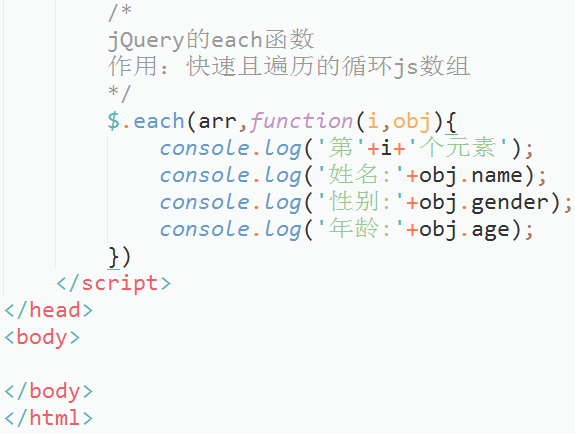 /*
jQuery的each函数
作用：快速且遍历的循环js数组
*/
$.each(arr,function(i,obj){
console.log('第'+i+'个元素');
console.log('姓名:'+obj.name);
console.log('性别:'+obj.gender);
console.log('年龄:'+obj.age);
})
</script>
</head>
<body>
</body>
</html>